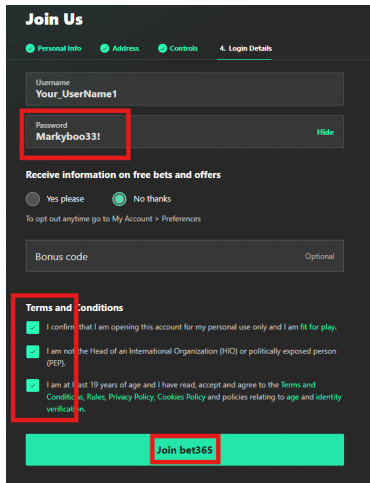 Join Us
Personal Info Address Controls 4. Login Details
Username
Your_UserName1
Password
Markyboo33! Hide
Receive information on free bets and offers
Yes please No thanks
To opt out anytime go to My Account > Preferences
Bonus code Optional
Terms and Conditions
I confirm that I am opening this account for my personal use only and I am fit for play.
I am not the Head of an International Organization (HIO) or politically exposed person
(PEP).
I am at least 19 years of age and I have read, accept and agree to the Terms and
Conditions, Rules, Privacy Policy, Cookies Policy and policies relating to age and identity
verification.
Join bet365